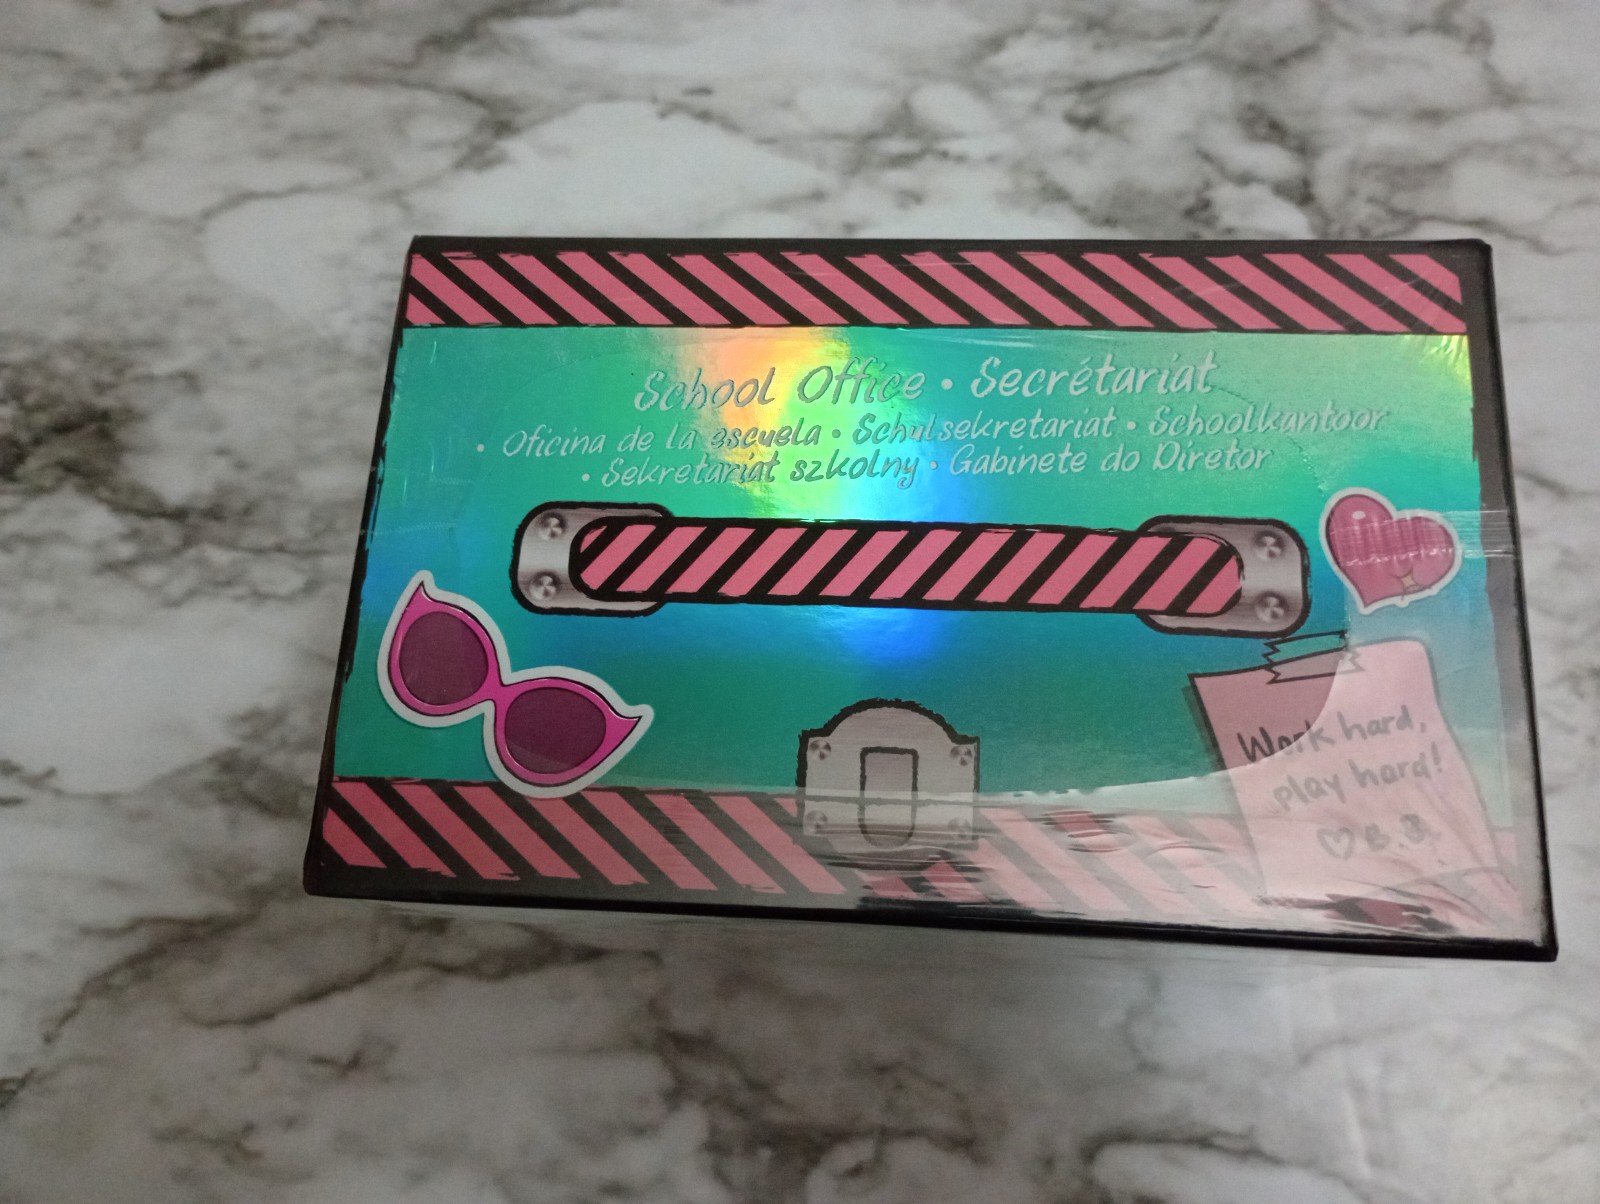 School Office • Secrétariat
• Oficina de la escuela • Schulsekretariat • Schoolkantoor
• Sekretariat szkolny • Gabinete do Diretor
Work hard,
play hard!
♡ B.B.